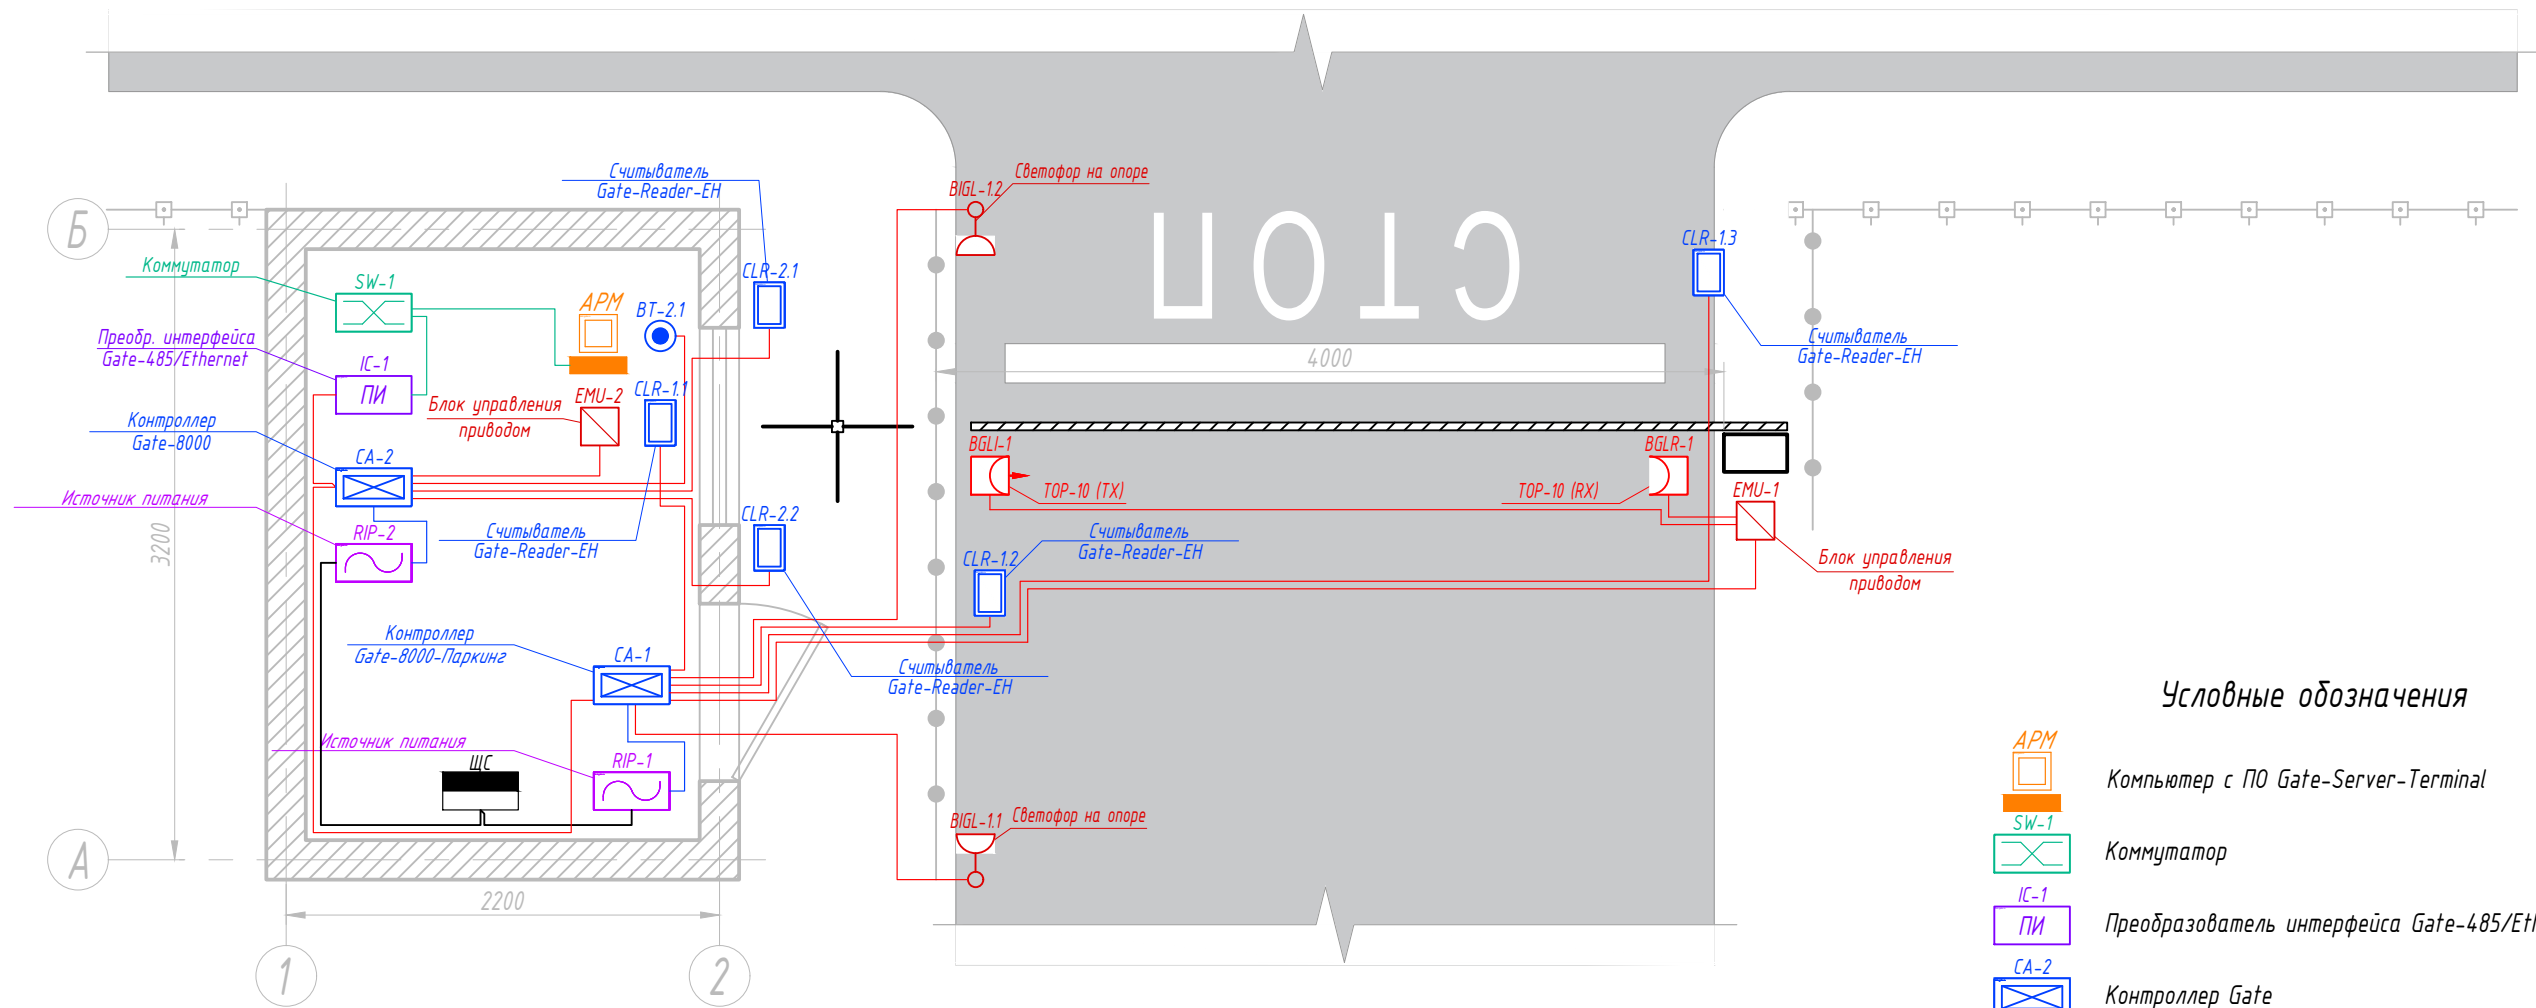 Считыватель
Gate-Reader-EH
Светофор на опоре
BIGL-1.2
Б
СТОП
CLR-1.3
Коммутатор
SW-1
CLR-2.1
АРМ
BT-2.1
Преобр. интерфейса
Gate-485/Ethernet
IC-1
ПИ
4000
Считыватель
Gate-Reader-EH
CLR-1.1
EMU-2
Блок управления
приводом
Контроллер
Gate-8000
CA-2
BGLI-1
BGLR-1
TOP-10 (TX)
TOP-10 (RX)
EMU-1
Источник питания
RIP-2
3200
CLR-2.2
Считыватель
Gate-Reader-EH
Считыватель
Gate-Reader-EH
CLR-1.2
Блок управления
приводом
Контроллер
Gate-8000-Паркинг
CA-1
Считыватель
Gate-Reader-EH
Условные обозначения
Источник питания
ЩС
RIP-1
АРМ
Компьютер с ПО Gate-Server-Terminal
BIGL-1.1
Светофор на опоре
SW-1
Коммутатор
А
2200
IC-1
ПИ
Преобразователь интерфейса Gate-485/Eth
1
2
CA-2
Контроллер Gate